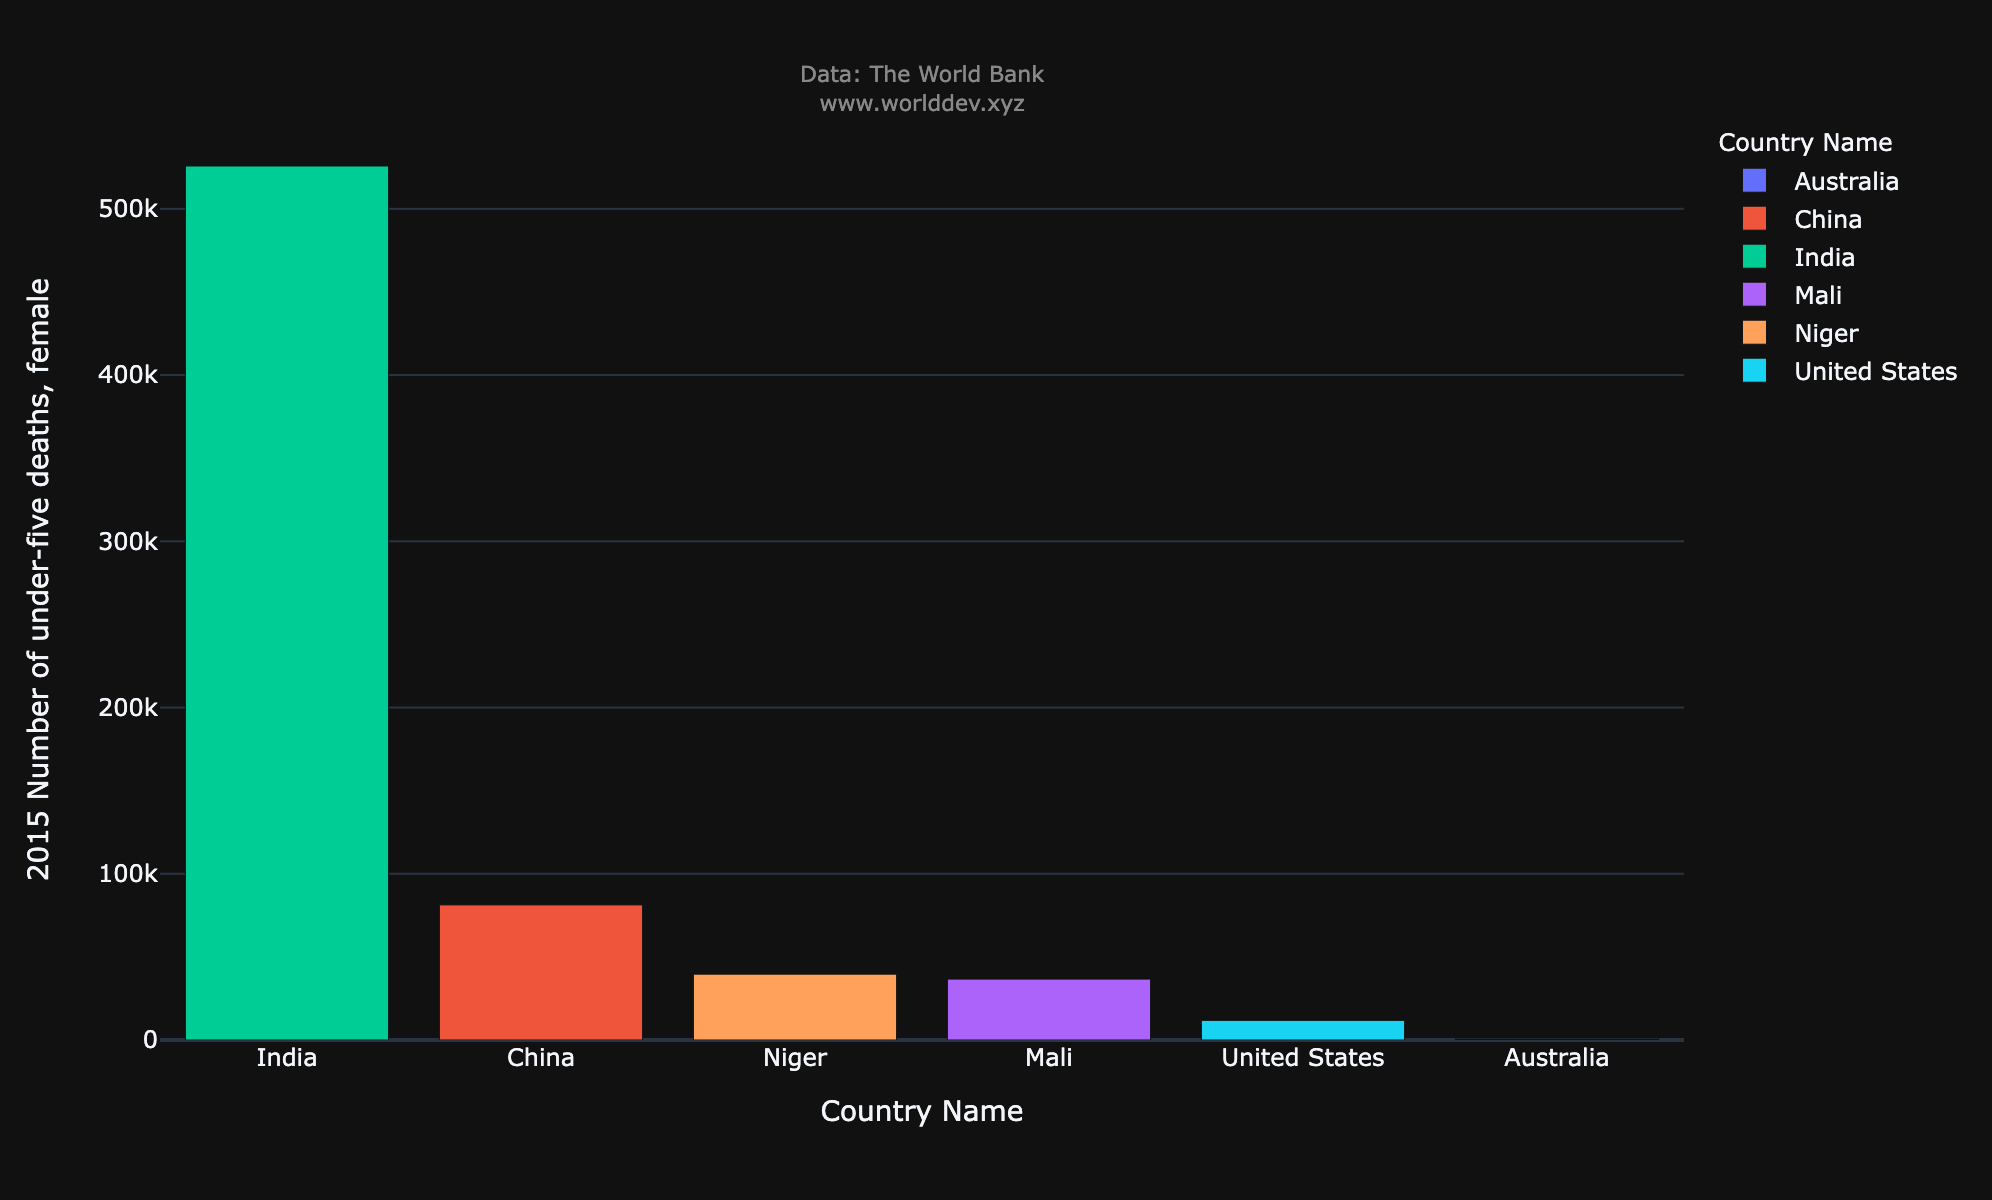 Data: The World Bank
www.worlddev.xyz
Country Name
Australia
China
India
Mali
Niger
United States
2015 Number of under-five deaths, female
500k
400k
300k
200k
100k
0
India
China
Niger
Mali
United States
Australia
Country Name